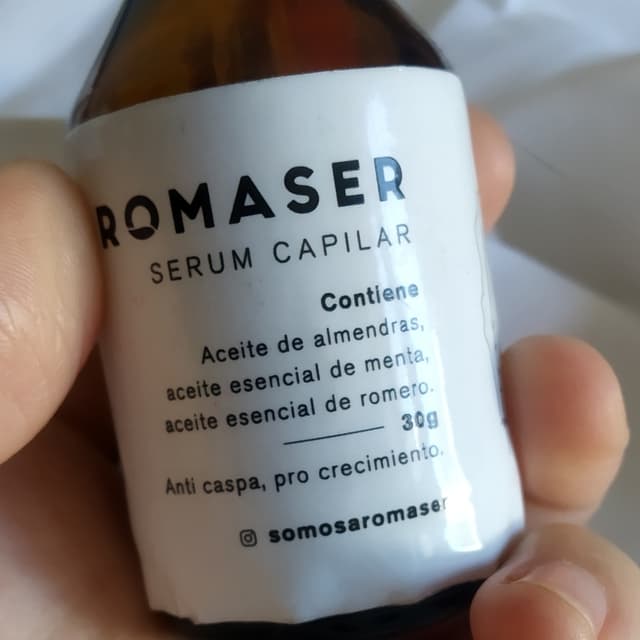 ROMASER
SERUM CAPILAR
Contiene
Aceite de almendras,
aceite esencial de menta,
aceite esencial de romero.
30g
Anti caspa, pro crecimiento.
somosaromaser